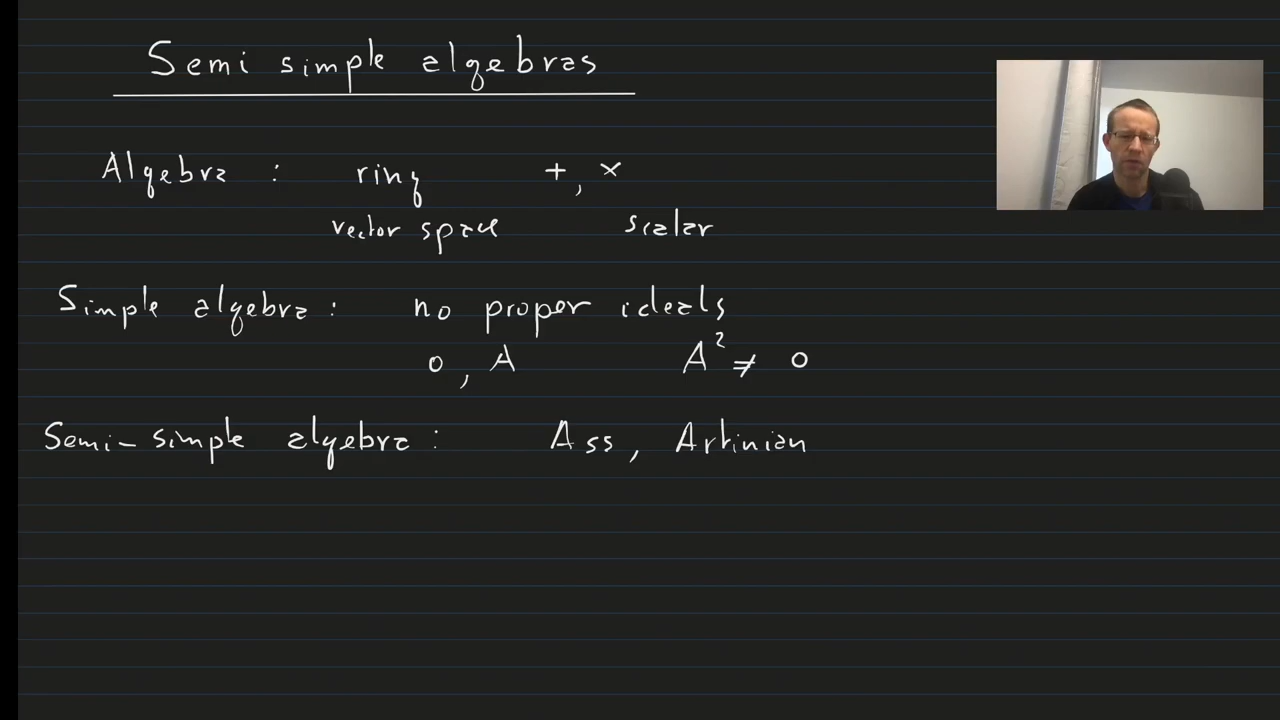 Semi simple algebras
Algebra : ring +, ×
vector space scalar
Simple algebra : no proper ideals
0, A A² ≠ 0
Semi-simple algebra : Ass, Artinian